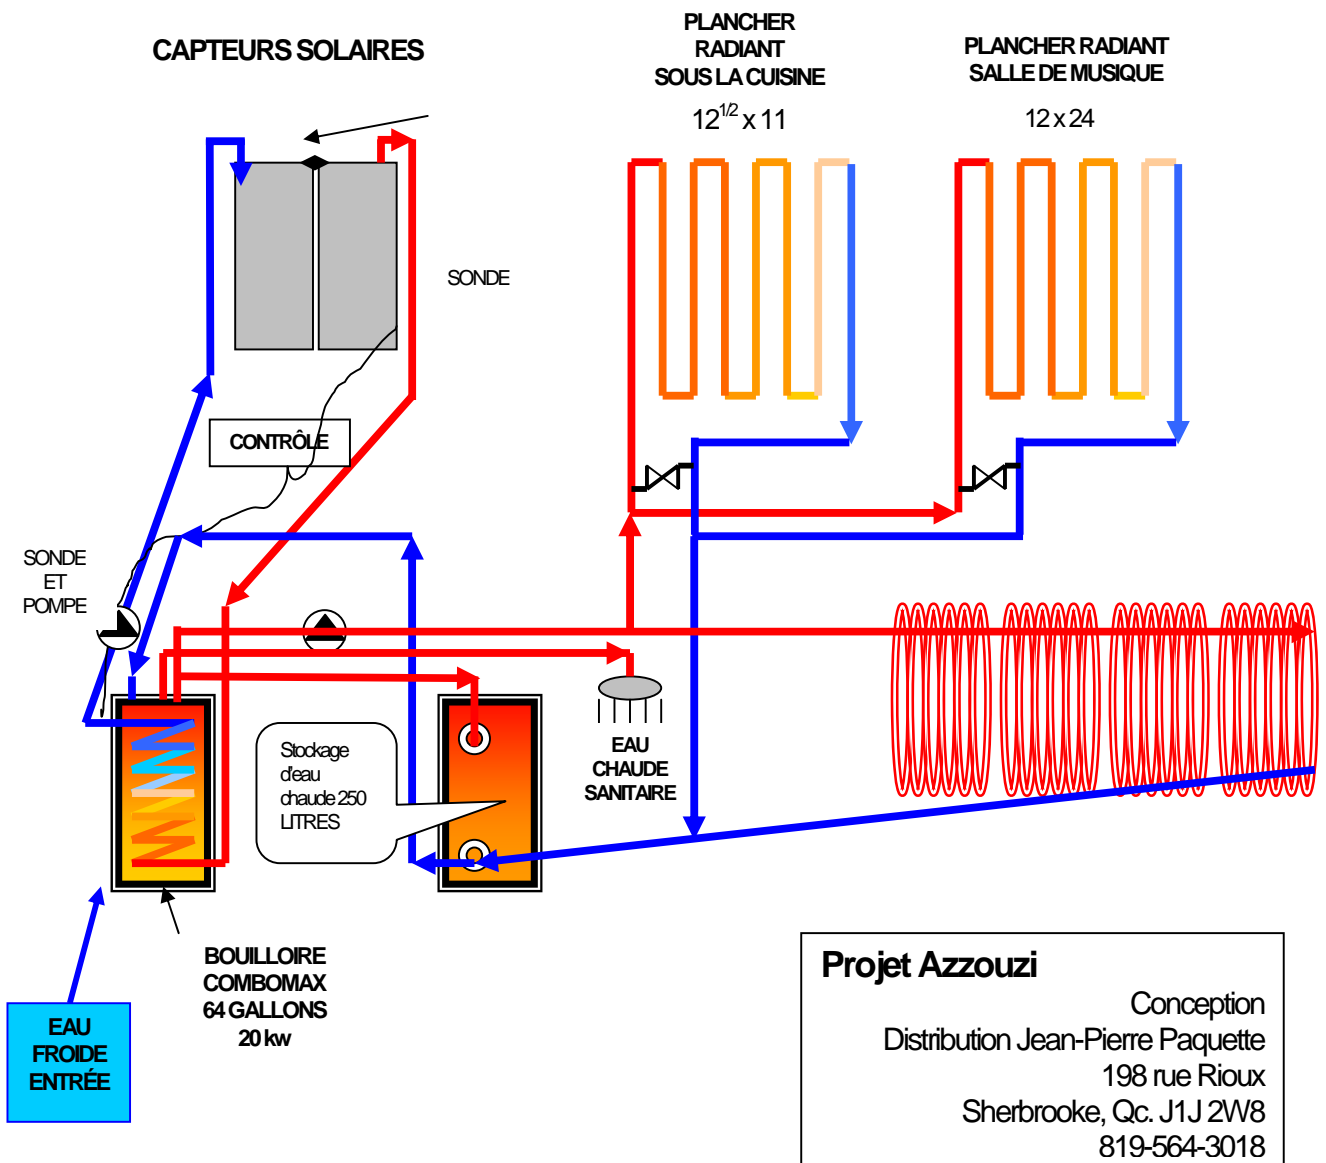 CAPTEURS SOLAIRES
PLANCHER
RADIANT
SOUS LA CUISINE
12 1/2 x 11
PLANCHER RADIANT
SALLE DE MUSIQUE
12 x 24
SONDE
CONTRÔLE
SONDE
ET
POMPE
Stockage
d'eau
chaude 250
LITRES
EAU
CHAUDE
SANITAIRE
BOUILLOIRE
COMBOMAX
64 GALLONS
20 kw
EAU
FROIDE
ENTRÉE
Projet Azzouzi
Conception
Distribution Jean-Pierre Paquette
198 rue Rioux
Sherbrooke, Qc. J1J 2W8
819-564-3018